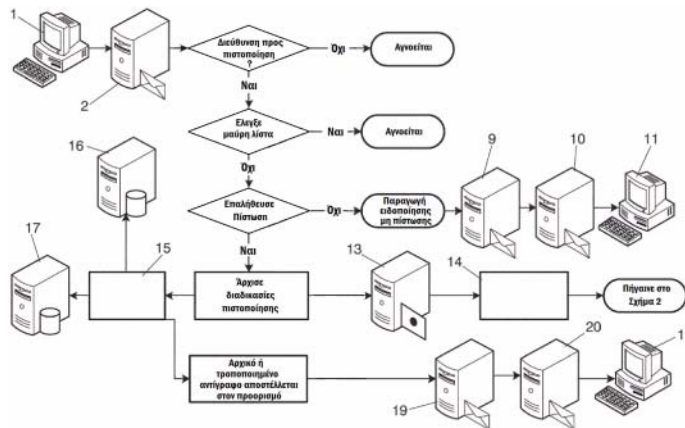 1
2
Διεύθυνση προς
πιστοποίηση
?
Όχι
Αγνοείται
Ναι
Ελεγξε
μαύρη λίστα
Ναι
Αγνοείται
Όχι
16
Επαλήθευσε
Πίστωση
Όχι
Παραγωγή
ειδοποίησης
μη πίστωσης
9
10
11
Ναι
17
15
Άρχισε
διαδικασίες
πιστοποίησης
13
14
Πήγαινε στο
Σχήμα 2
Αρχικό ή
τροποποιημένο
αντίγραφο αποστέλλεται
στον προορισμό
19
20
1